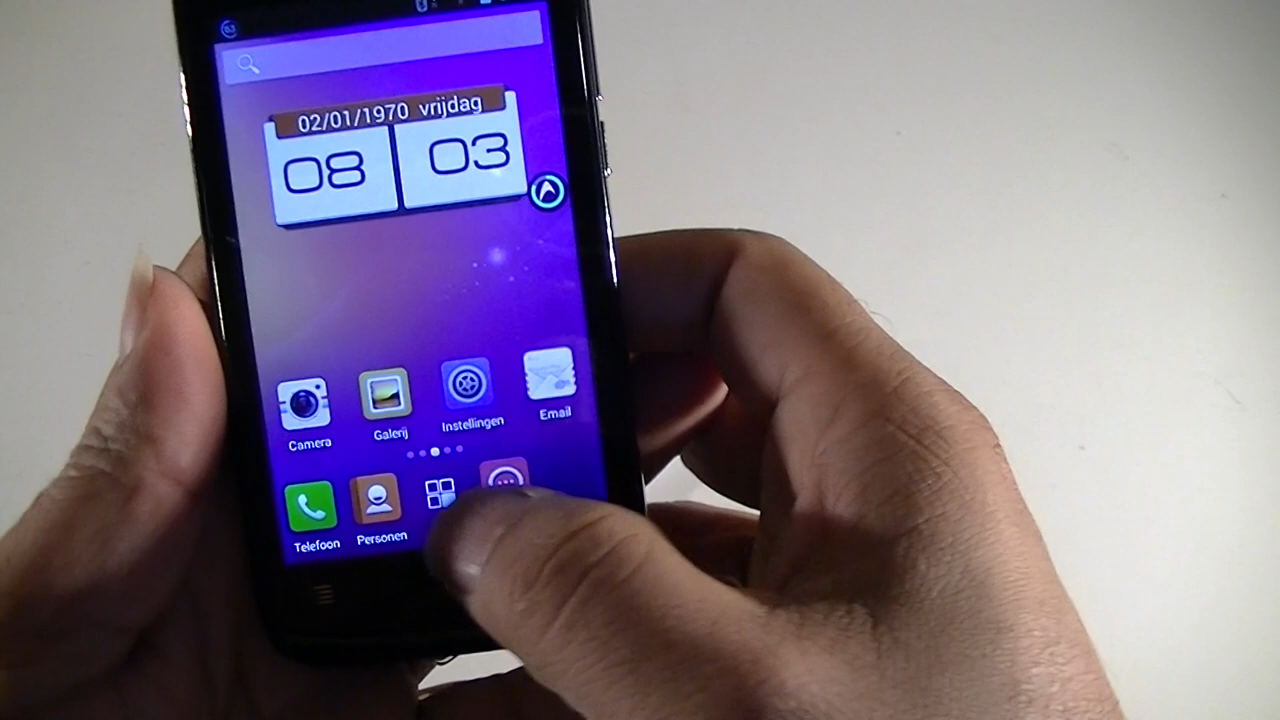 02/01/1970 vrijdag
08 03
Camera Galerij Instellingen Email
Telefoon Personen